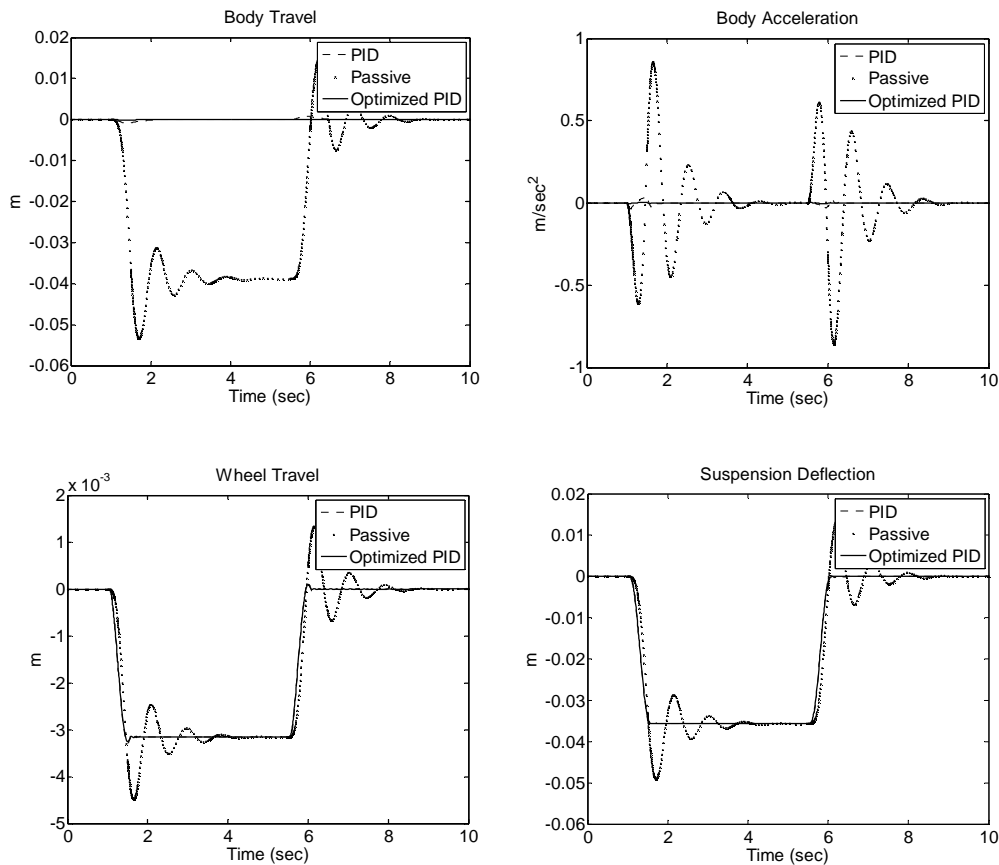 Body Travel
0.02
0.01
0
-0.01
-0.02
-0.03
-0.04
-0.05
-0.06
m
0 2 4 6 8 10
Time (sec)
PID
Passive
Optimized PID
Body Acceleration
1
0.5
0
-0.5
-1
m/sec2
0 2 4 6 8 10
Time (sec)
PID
Passive
Optimized PID
Wheel Travel
x 10-3
2
1
0
-1
-2
-3
-4
-5
m
0 2 4 6 8 10
Time (sec)
PID
Passive
Optimized PID
Suspension Deflection
0.02
0.01
0
-0.01
-0.02
-0.03
-0.04
-0.05
-0.06
m
0 2 4 6 8 10
Time (sec)
PID
Passive
Optimized PID